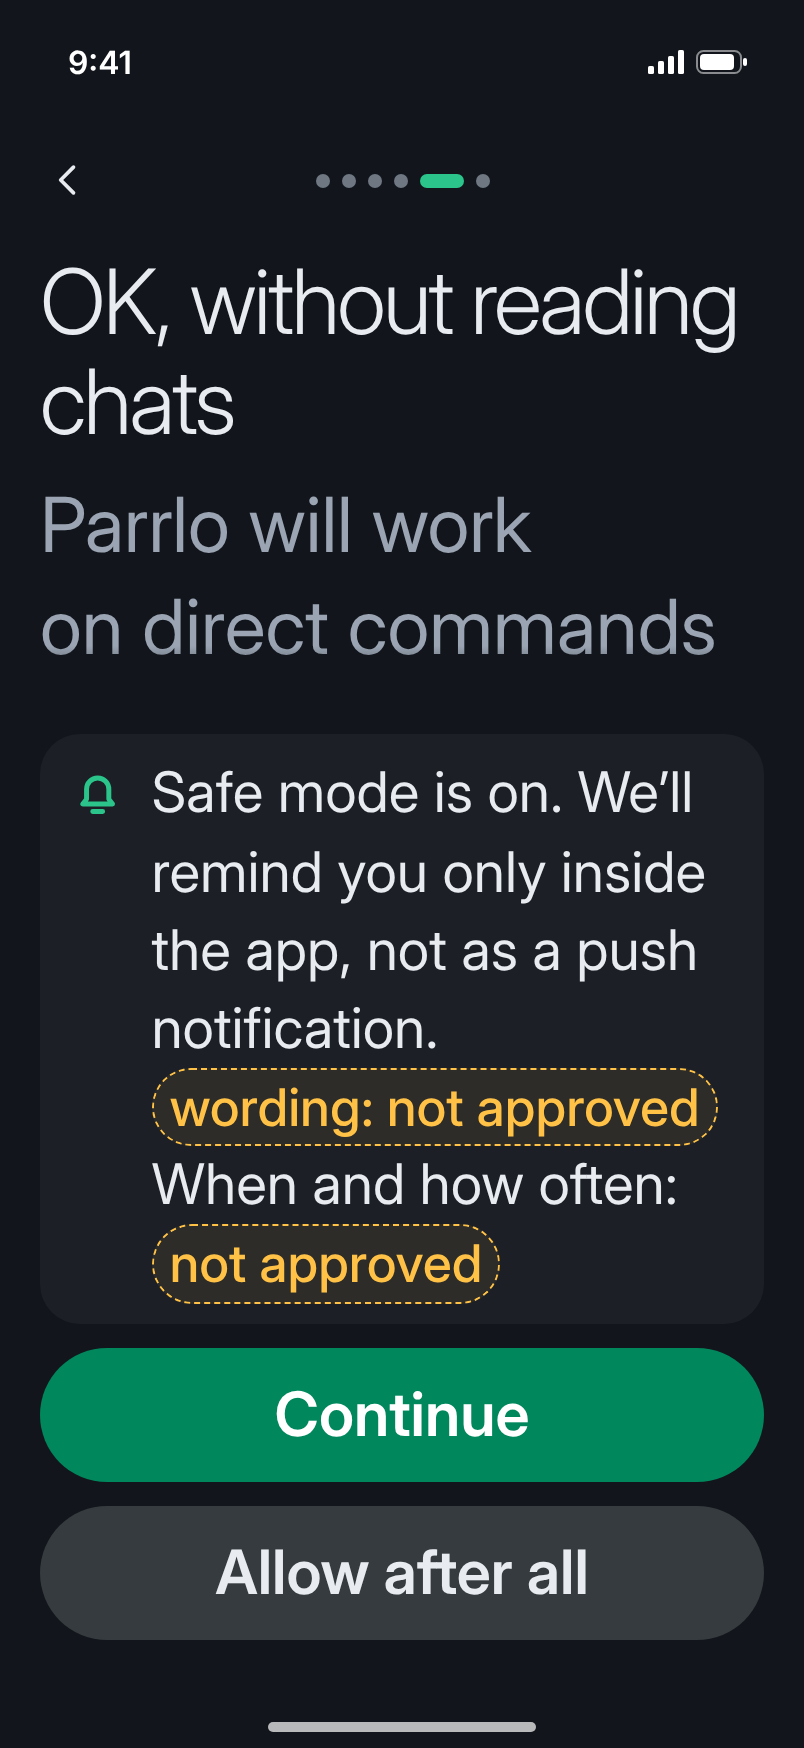 9:41
OK, without reading
chats
Parrlo will work
on direct commands
Safe mode is on. We’ll
remind you only inside
the app, not as a push
notification.
wording: not approved
When and how often:
not approved
Continue
Allow after all